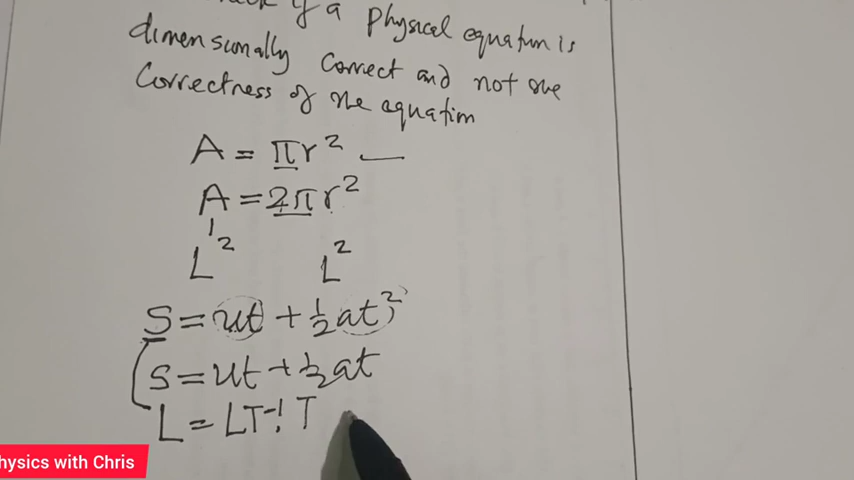 if a physical equation is
dimensionally correct and not the
correctness of the equation
A = πr² —
A = 2πr²
L² L²
S = ut + ½at²
S = ut + ½at
L = LT⁻¹. T
hysics with Chris